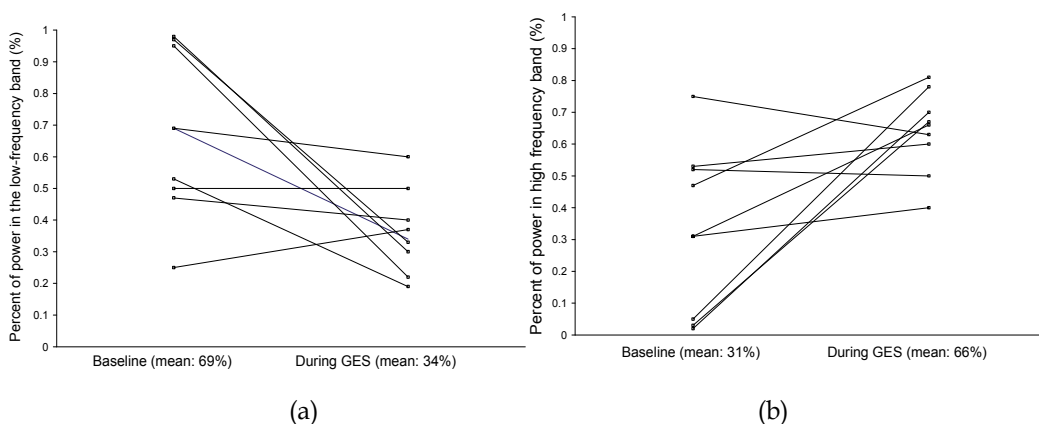 Percent of power in the low-frequency band (%)
1
0.9
0.8
0.7
0.6
0.5
0.4
0.3
0.2
0.1
0
Baseline (mean: 69%)
During GES (mean: 34%)
(a)
Percent of power in high frequency band (%)
1
0.9
0.8
0.7
0.6
0.5
0.4
0.3
0.2
0.1
0
Baseline (mean: 31%)
During GES (mean: 66%)
(b)